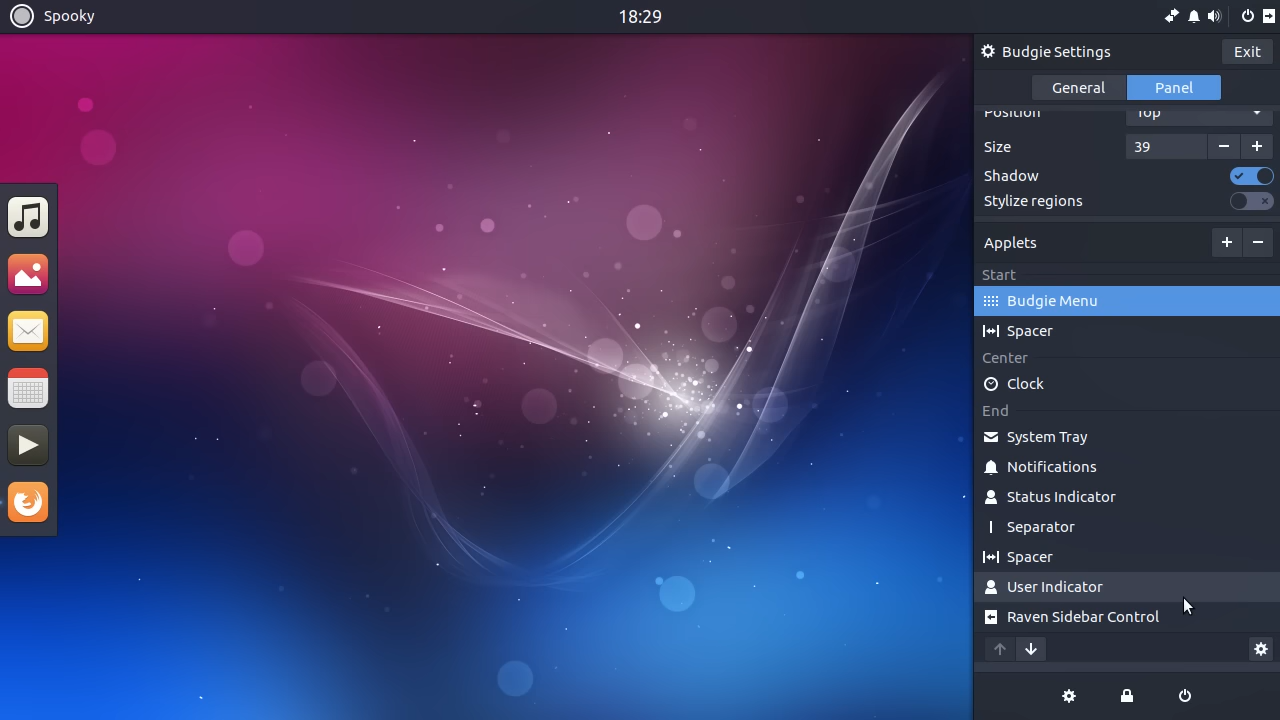 Spooky
18:29
Budgie Settings
Exit
General
Panel
Position
Top
Size
39
Shadow
Stylize regions
Applets
Start
Budgie Menu
Spacer
Center
Clock
End
System Tray
Notifications
Status Indicator
Separator
Spacer
User Indicator
Raven Sidebar Control